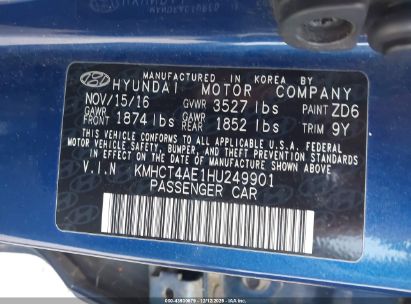 MANUFACTURED IN KOREA BY
HYUNDAI MOTOR COMPANY
NOV/15/16 GVWR 3527 lbs PAINT ZD6
GAWR FRONT 1874 lbs GAWR REAR 1852 lbs TRIM 9Y
THIS VEHICLE CONFORMS TO ALL APPLICABLE U.S.A. FEDERAL
MOTOR VEHICLE SAFETY, BUMPER, AND THEFT PREVENTION
STANDARDS IN EFFECT ON THE DATE OF MANUFACTURE SHOWN ABOVE.
V.I.N KMHCT4AE1HU249901
PASSENGER CAR